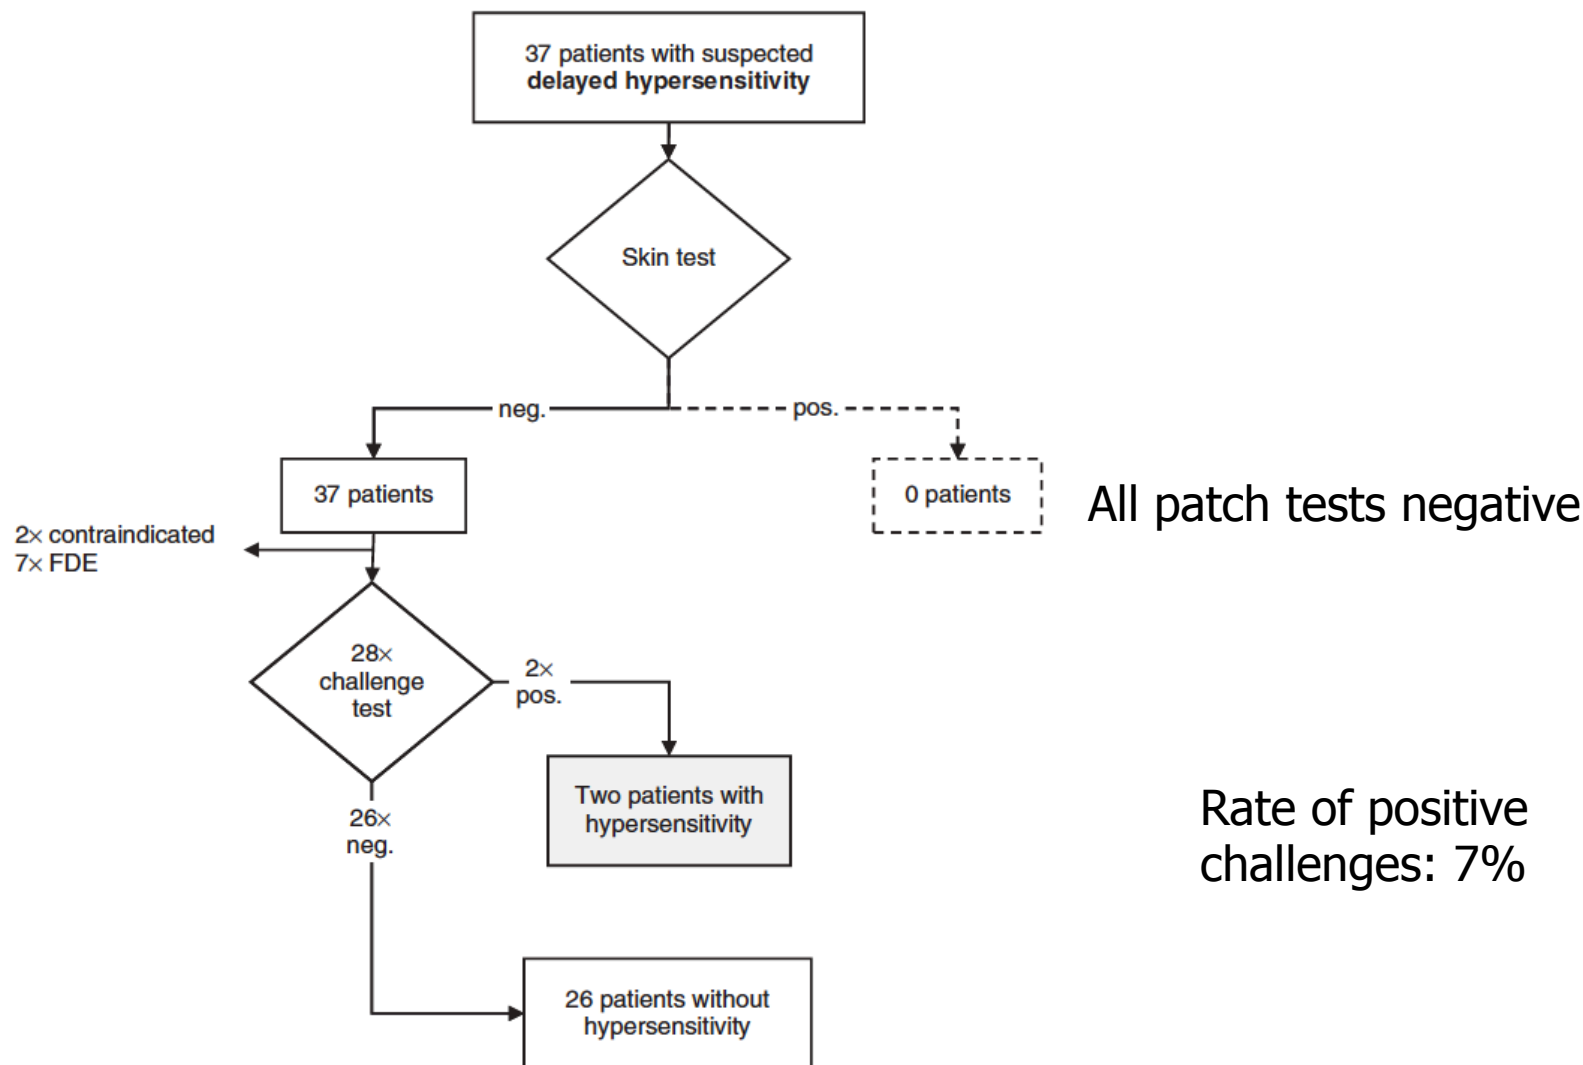 37 patients with suspected
delayed hypersensitivity
Skin test
neg.
pos.
37 patients
0 patients
All patch tests negative
2× contraindicated
7× FDE
28×
challenge
test
2×
pos.
Two patients with
hypersensitivity
Rate of positive
challenges: 7%
26×
neg.
26 patients without
hypersensitivity